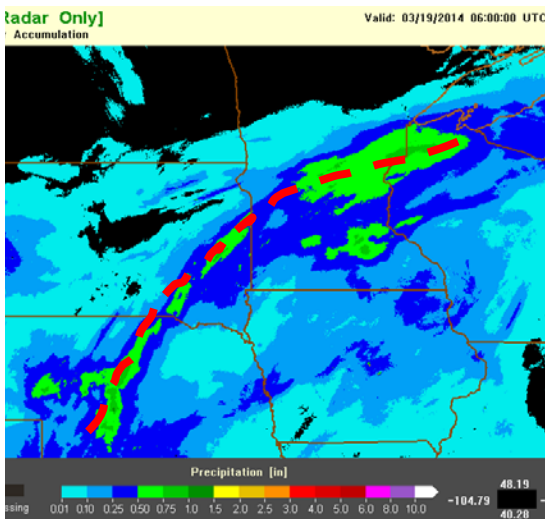 Radar Only] Valid: 03/19/2014 06:00:00 UTC
Accumulation
Precipitation [in]
ssing 0.01 0.10 0.25 0.50 0.75 1.0 1.5 2.0 2.5 3.0 4.0 5.0 6.0 8.0 10.0
48.19
-104.79
40.28